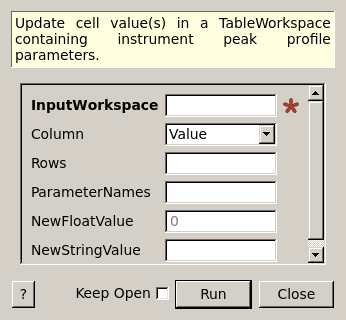 Update cell value(s) in a TableWorkspace
containing instrument peak profile
parameters.
InputWorkspace
Column Value
Rows
ParameterNames
NewFloatValue 0
NewStringValue
? Keep Open Run Close